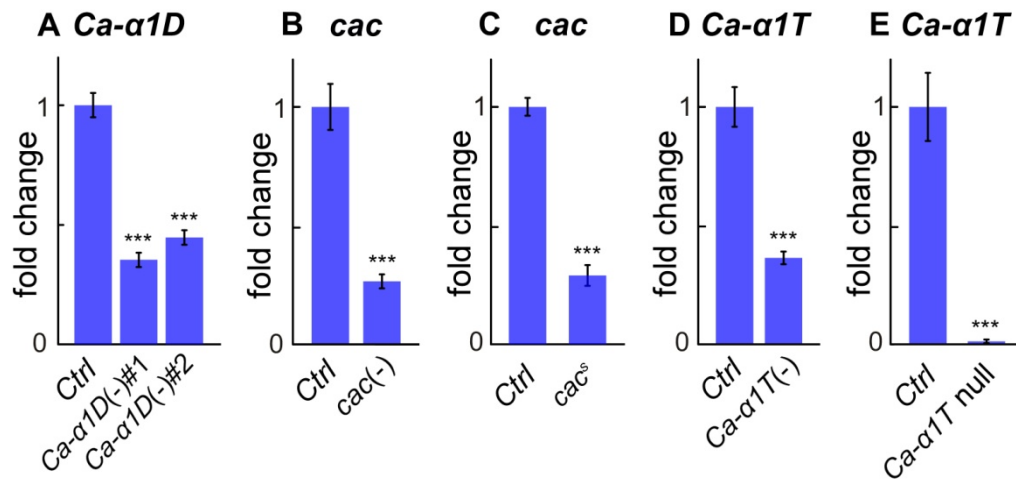 A Ca-α1D
fold change
1
0
***
***
Ctrl
Ca-α1D(-)#1
Ca-α1D(-)#2
B cac
fold change
1
0
***
Ctrl
cac(-)
C cac
fold change
1
0
***
Ctrl
cacˢ
D Ca-α1T
fold change
1
0
***
Ctrl
Ca-α1T(-)
E Ca-α1T
fold change
1
0
***
Ctrl
Ca-α1T null